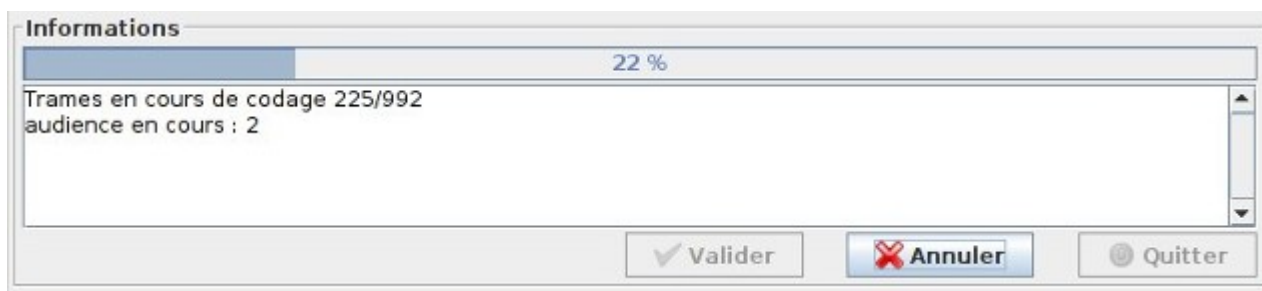 Informations
22 %
Trames en cours de codage 225/992
audience en cours : 2
Valider
Annuler
Quitter